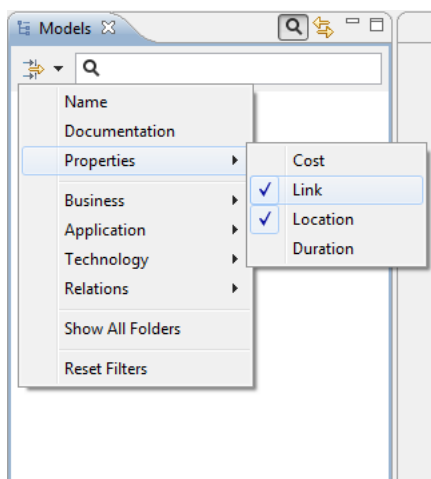 Models
Name
Documentation
Properties
Cost
Link
Location
Duration
Business
Application
Technology
Relations
Show All Folders
Reset Filters